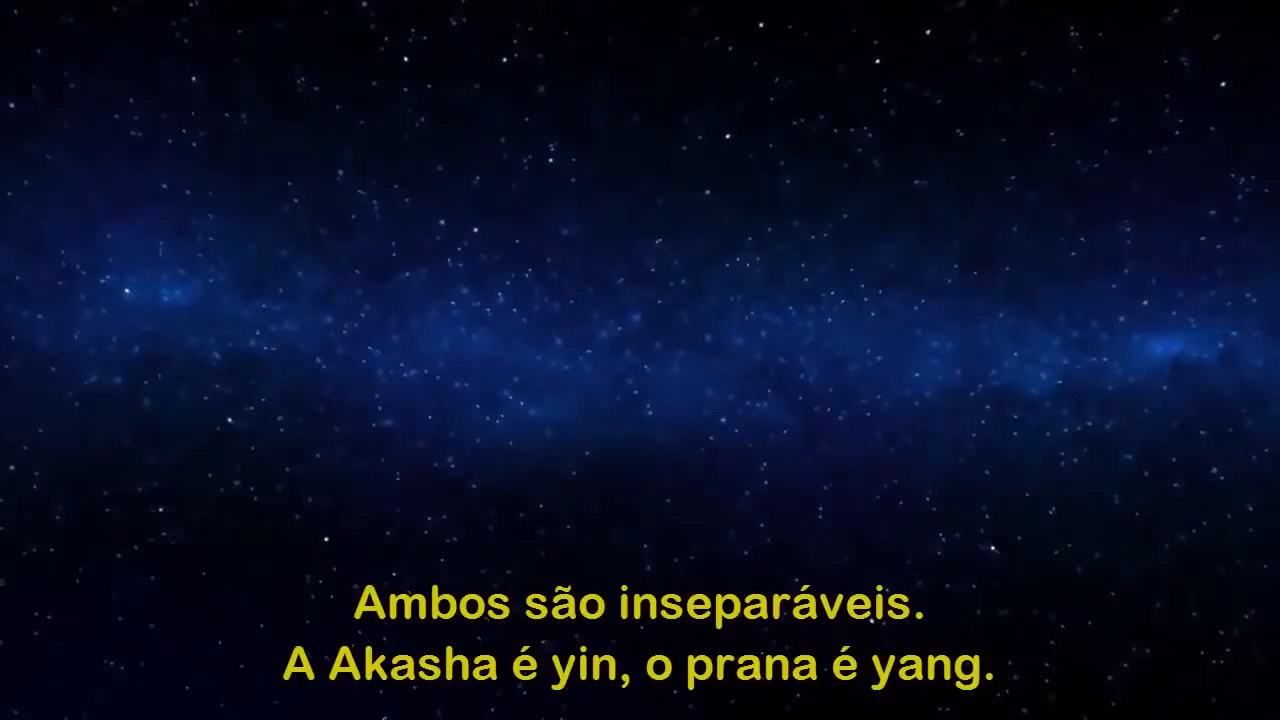 Ambos são inseparáveis.
A Akasha é yin, o prana é yang.